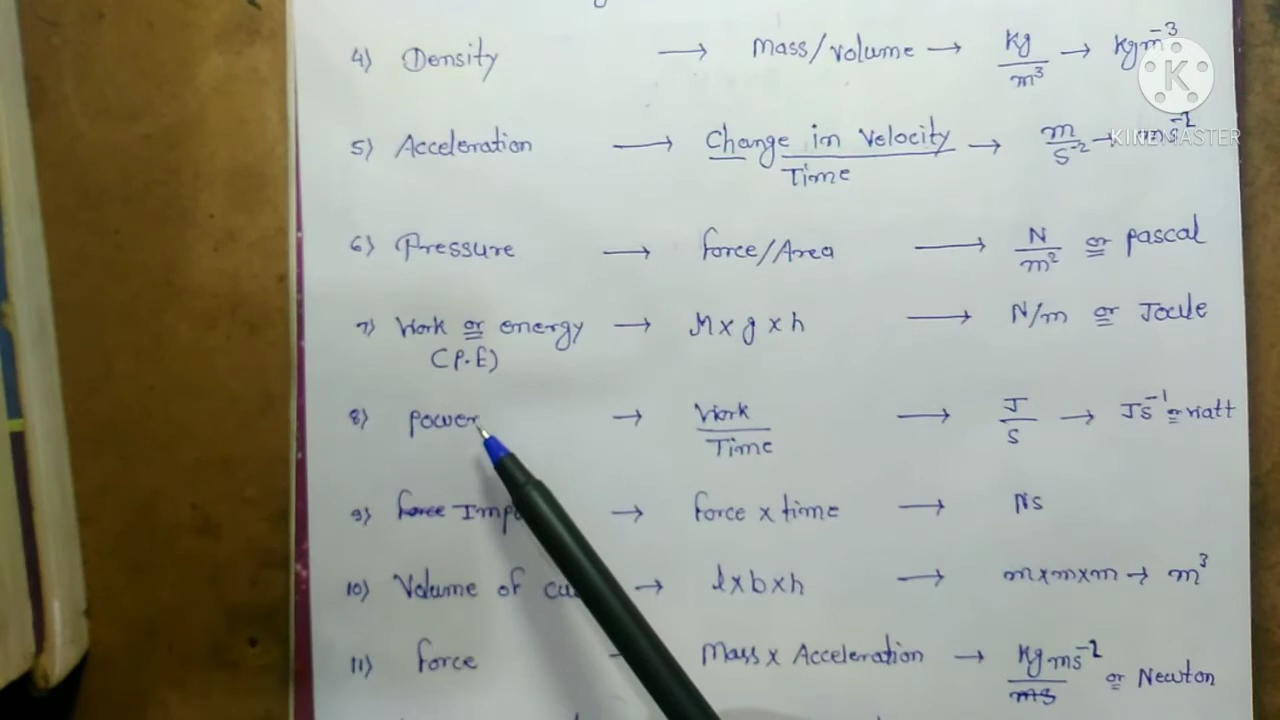 4) Density → Mass/volume → Kg/m³ → Kgm⁻³
5) Acceleration → Change in Velocity/Time → m/s⁻² → ms⁻²
6) Pressure → force/Area → N/m² or pascal
7) Work or energy (P.E) → M x g x h → N/m or Joule
8) Power → Work/Time → J/s → Js⁻¹ or watt
9) → force x time → Ns
10) Volume of → l x b x h → m x m x m → m³
11) force → Mass x Acceleration → Kg ms⁻² or Newton
K
KINEMASTER